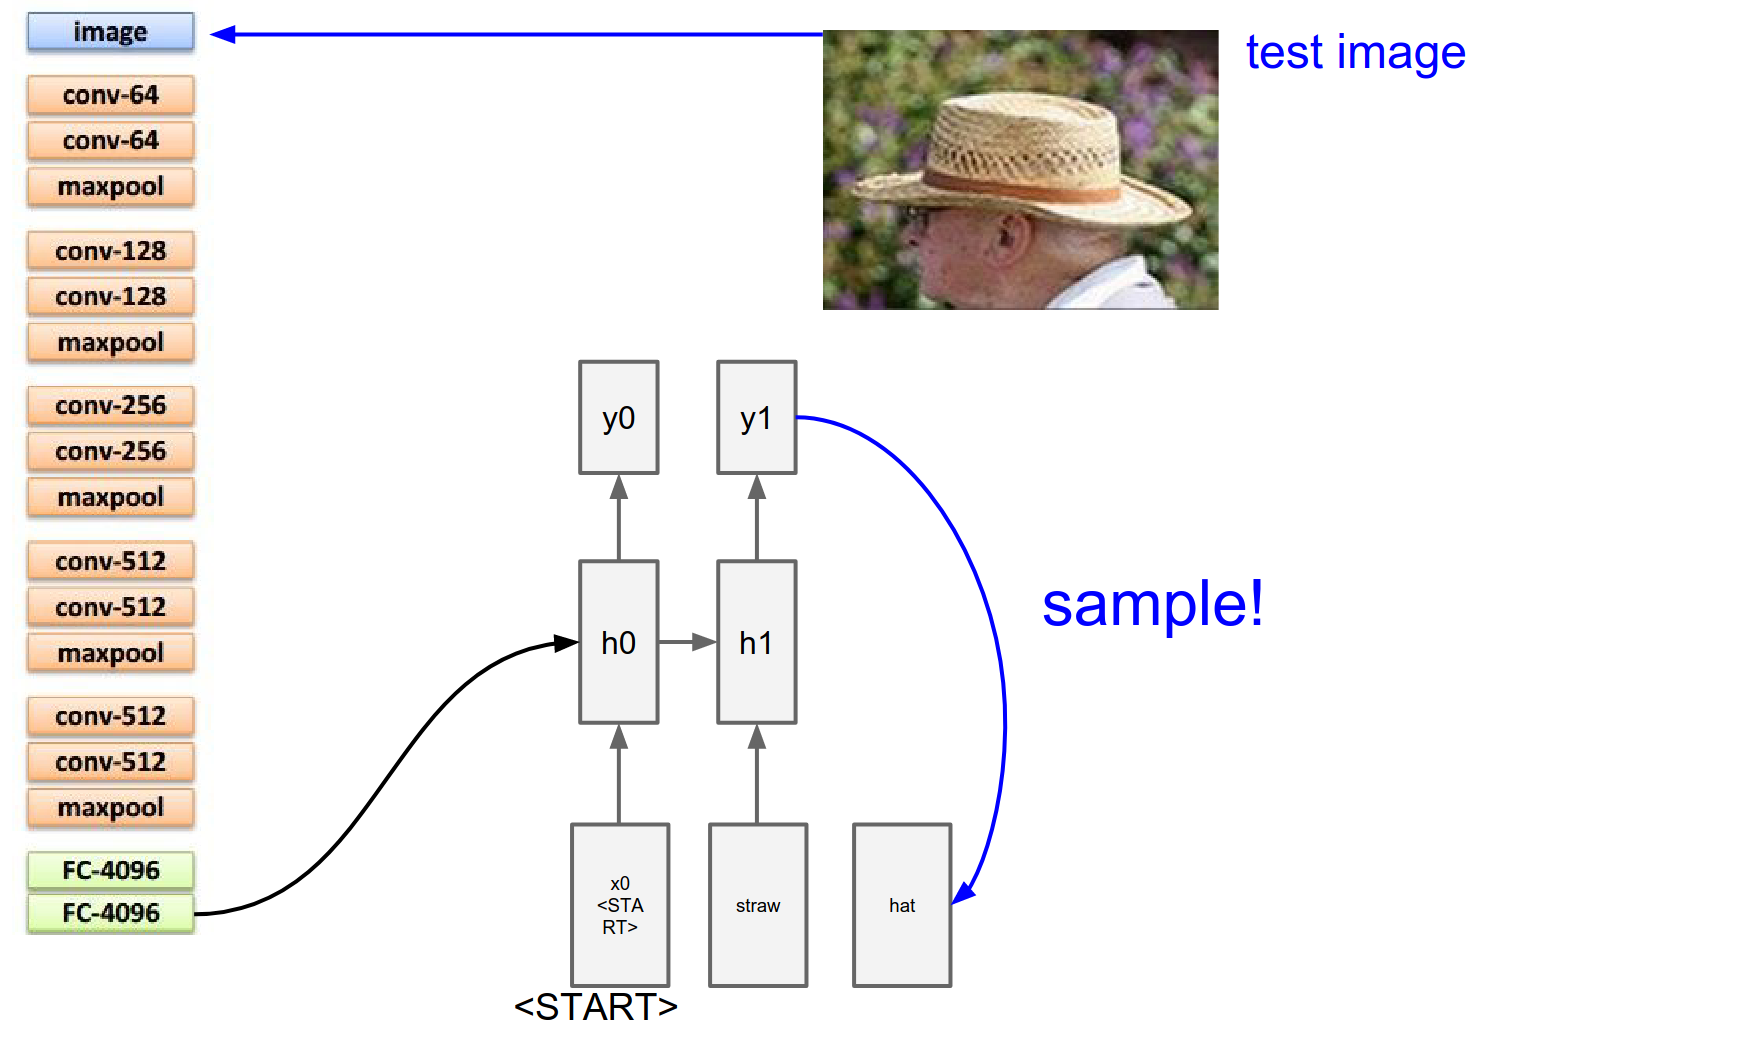 image
conv-64
conv-64
maxpool
conv-128
conv-128
maxpool
conv-256
conv-256
maxpool
conv-512
conv-512
maxpool
conv-512
conv-512
maxpool
FC-4096
FC-4096
test image
y0
y1
sample!
h0
h1
x0
<STA
RT>
straw
hat
<START>